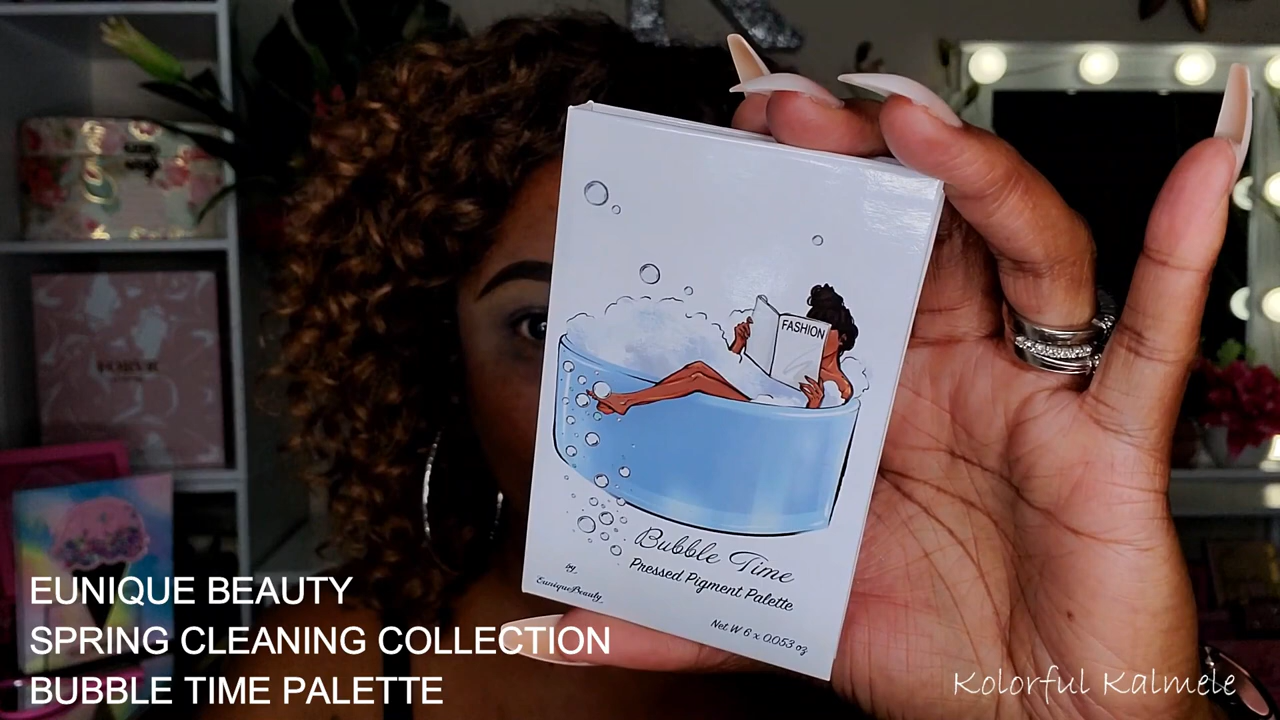 FASHION
Bubble Time
Pressed Pigment Palette
by
EuniqueBeauty
Net W 6 x 0.053 oz
EUNIQUE BEAUTY
SPRING CLEANING COLLECTION
BUBBLE TIME PALETTE
Kolorful Kalmele